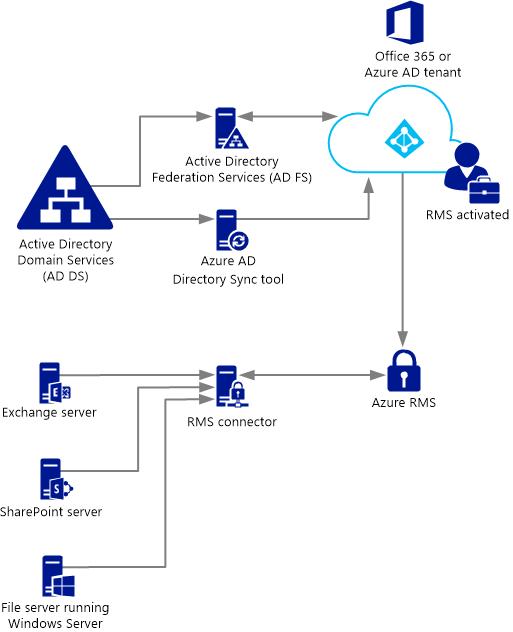 Office 365 or
Azure AD tenant
Active Directory
Federation Services (AD FS)
RMS activated
Active Directory
Domain Services
(AD DS)
Azure AD
Directory Sync tool
E
Exchange server
RMS connector
Azure RMS
S
SharePoint server
File server running
Windows Server